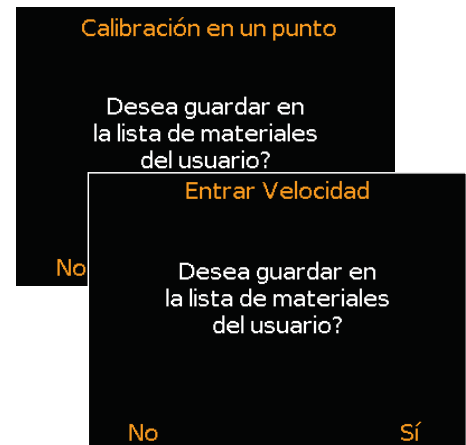 Calibración en un punto
Desea guardar en
la lista de materiales
del usuario?
No
Entrar Velocidad
Desea guardar en
la lista de materiales
del usuario?
No Sí